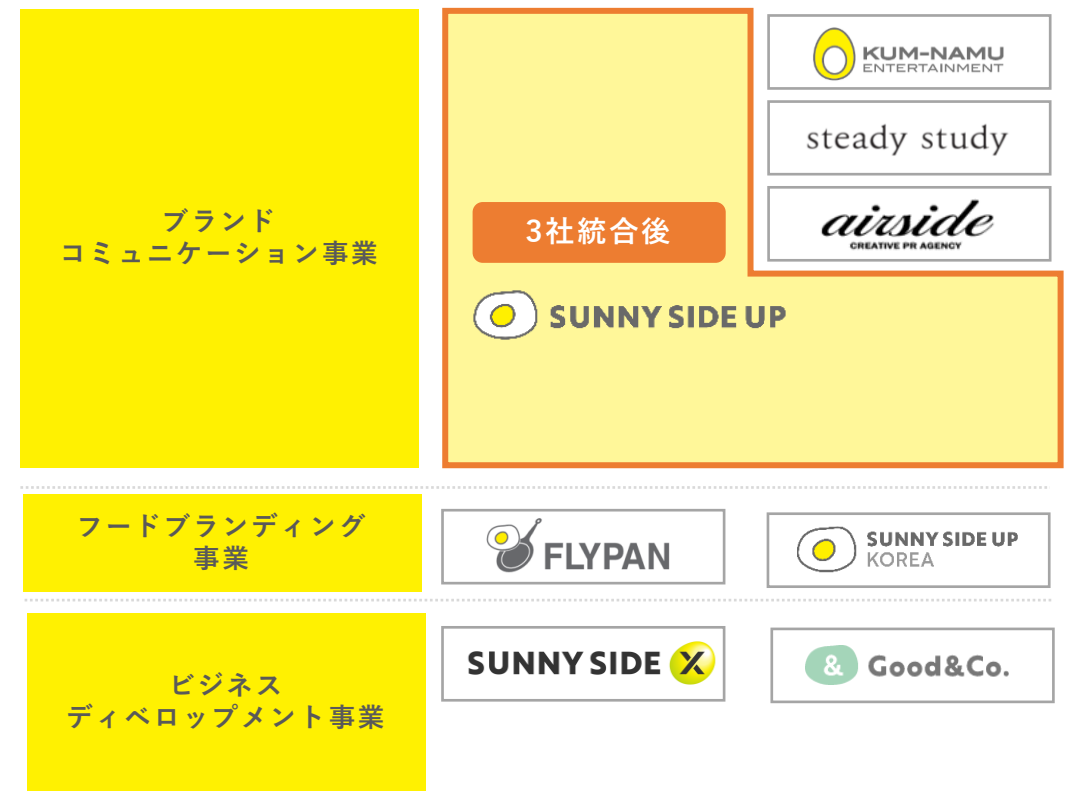 ブランド
コミュニケーション事業
3社統合後
SUNNY SIDE UP
KUM-NAMU
ENTERTAINMENT
steady study
airside
CREATIVE PR AGENCY
フードブランディング
事業
FLYPAN
SUNNY SIDE UP
KOREA
ビジネス
ディベロップメント事業
SUNNY SIDE X
& Good&Co.